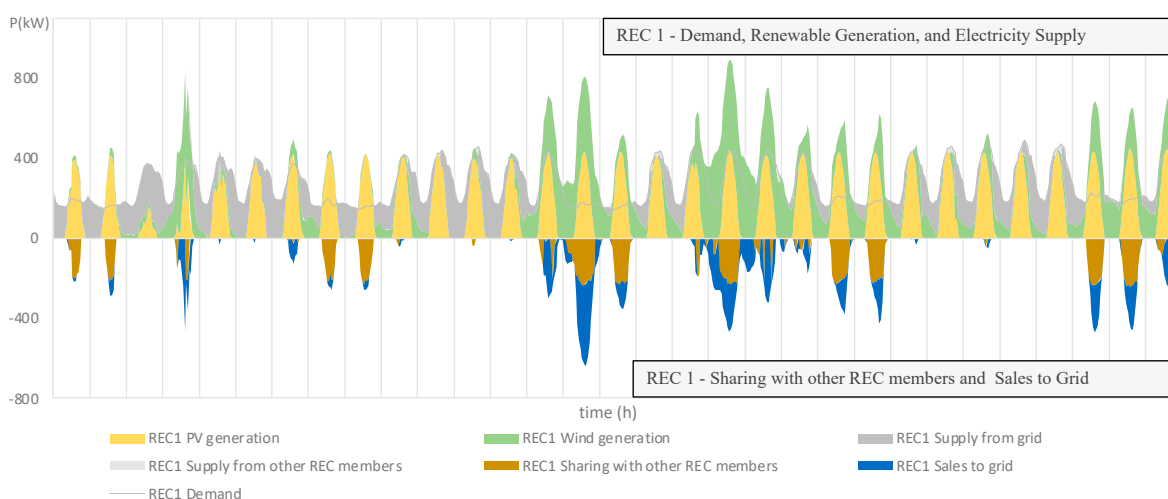 P(kW)
REC 1 - Demand, Renewable Generation, and Electricity Supply
800
400
0
-400
REC 1 - Sharing with other REC members and Sales to Grid
-800
time (h)
REC1 PV generation
REC1 Wind generation
REC1 Supply from grid
REC1 Supply from other REC members
REC1 Sharing with other REC members
REC1 Sales to grid
REC1 Demand